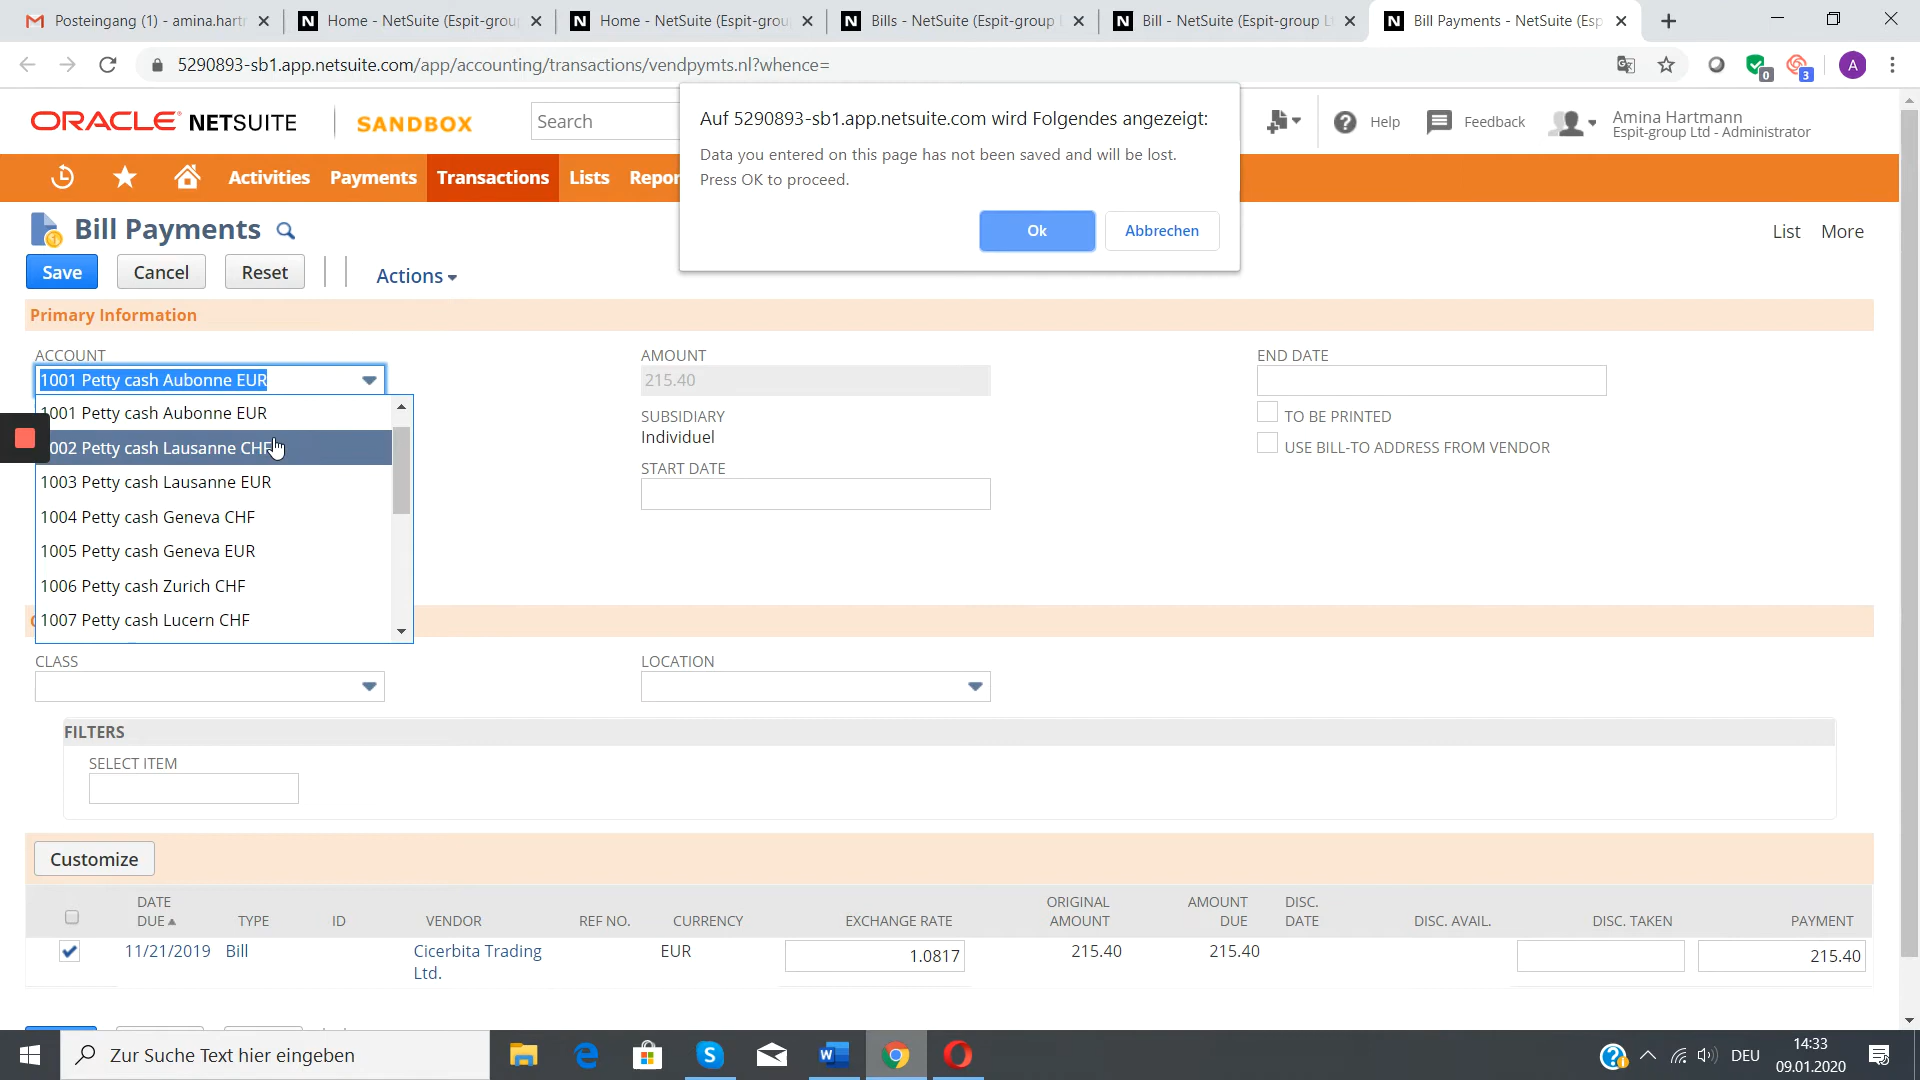 Posteingang (1) - amina.hart
Home - NetSuite (Espit-group
Home - NetSuite (Espit-group
Bills - NetSuite (Espit-group L
Bill - NetSuite (Espit-group Lt
Bill Payments - NetSuite (Esp
5290893-sb1.app.netsuite.com/app/accounting/transactions/vendpymts.nl?whence=
0
3
A
ORACLE NETSUITE
SANDBOX
Search
Help
Feedback
Amina Hartmann
Espit-group Ltd - Administrator
Auf 5290893-sb1.app.netsuite.com wird Folgendes angezeigt:
Data you entered on this page has not been saved and will be lost.
Press OK to proceed.
Ok
Abbrechen
Activities
Payments
Transactions
Lists
Repor
Bill Payments
List
More
Save
Cancel
Reset
Actions
Primary Information
ACCOUNT
1001 Petty cash Aubonne EUR
1001 Petty cash Aubonne EUR
002 Petty cash Lausanne CHF
1003 Petty cash Lausanne EUR
1004 Petty cash Geneva CHF
1005 Petty cash Geneva EUR
1006 Petty cash Zurich CHF
1007 Petty cash Lucern CHF
AMOUNT
215.40
SUBSIDIARY
Individuel
START DATE
END DATE
TO BE PRINTED
USE BILL-TO ADDRESS FROM VENDOR
CLASS
LOCATION
FILTERS
SELECT ITEM
Customize
DATE DUE
TYPE
ID
VENDOR
REF NO.
CURRENCY
EXCHANGE RATE
ORIGINAL AMOUNT
AMOUNT DUE
DISC. DATE
DISC. AVAIL.
DISC. TAKEN
PAYMENT
11/21/2019
Bill
Cicerbita Trading Ltd.
EUR
1.0817
215.40
215.40
215.40
Zur Suche Text hier eingeben
DEU
14:33
09.01.2020